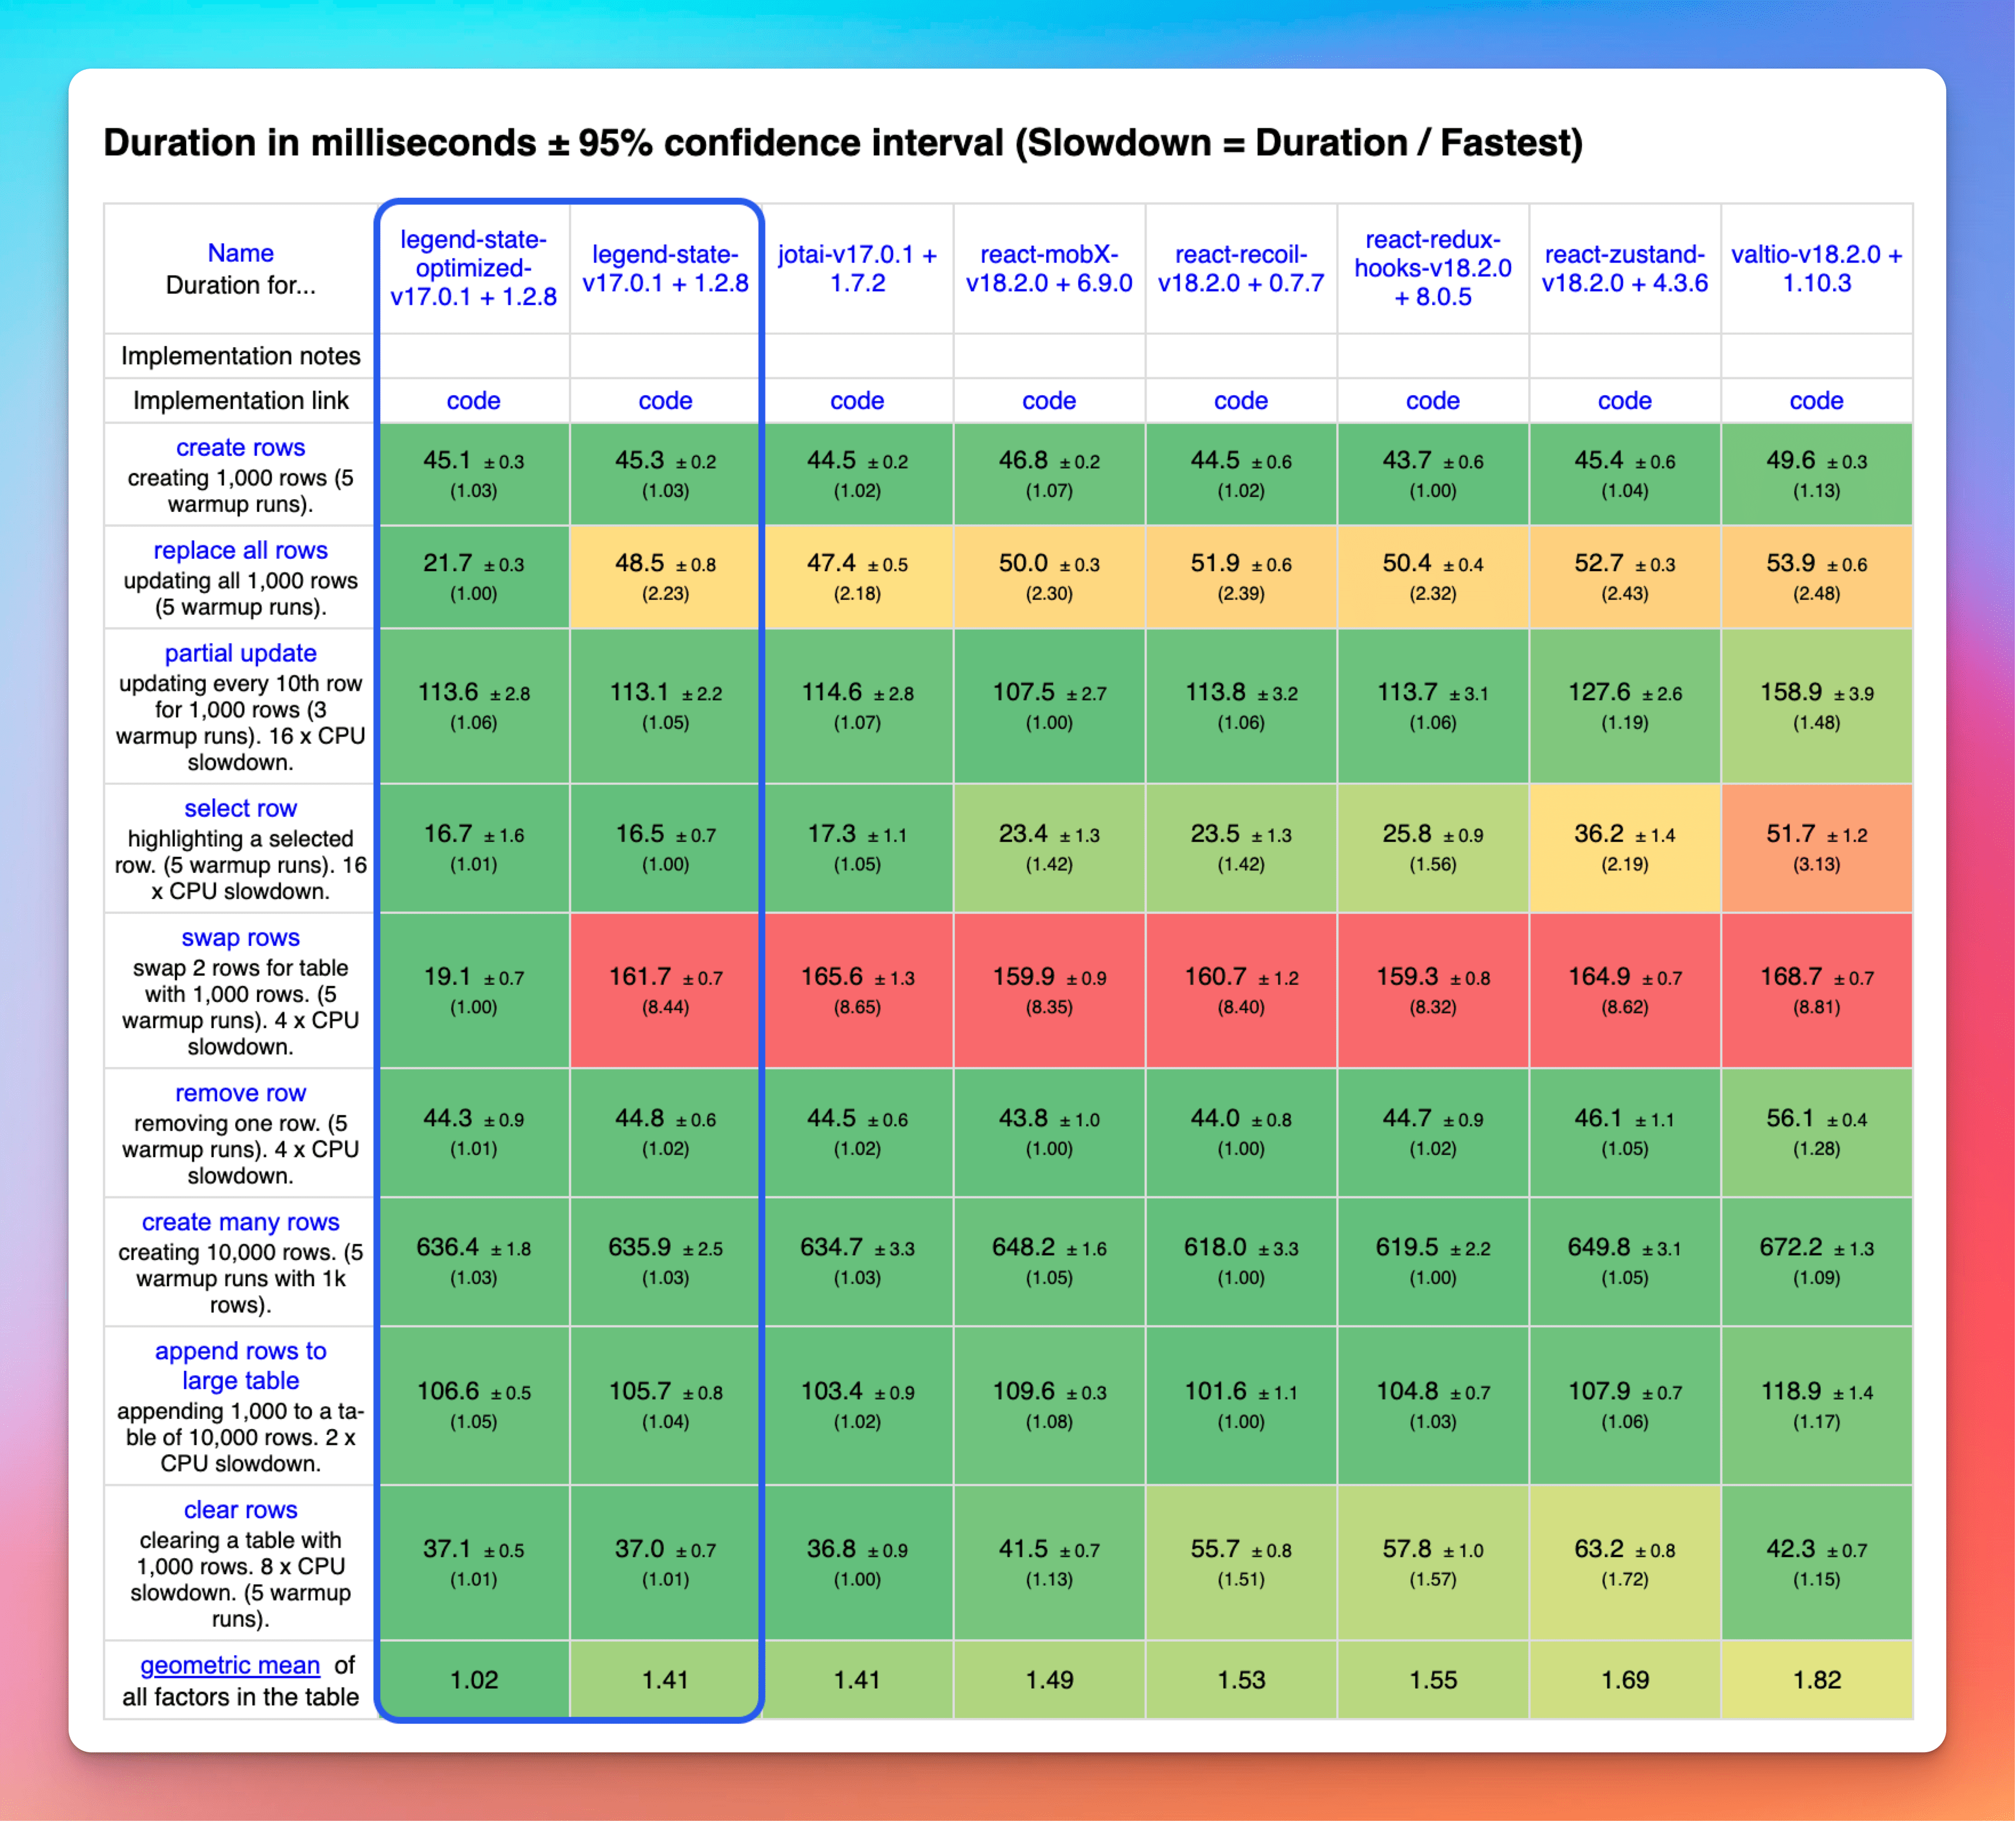 Duration in milliseconds ± 95% confidence interval (Slowdown = Duration / Fastest)
Name
Duration for...
legend-state-
optimized-
v17.0.1 + 1.2.8
legend-state-
v17.0.1 + 1.2.8
jotai-v17.0.1 +
1.7.2
react-mobX-
v18.2.0 + 6.9.0
react-recoil-
v18.2.0 + 0.7.7
react-redux-
hooks-v18.2.0
+ 8.0.5
react-zustand-
v18.2.0 + 4.3.6
valtio-v18.2.0 +
1.10.3
Implementation notes
Implementation link
code
code
code
code
code
code
code
code
create rows
creating 1,000 rows (5
warmup runs).
45.1 ± 0.3
(1.03)
45.3 ± 0.2
(1.03)
44.5 ± 0.2
(1.02)
46.8 ± 0.2
(1.07)
44.5 ± 0.6
(1.02)
43.7 ± 0.6
(1.00)
45.4 ± 0.6
(1.04)
49.6 ± 0.3
(1.13)
replace all rows
updating all 1,000 rows
(5 warmup runs).
21.7 ± 0.3
(1.00)
48.5 ± 0.8
(2.23)
47.4 ± 0.5
(2.18)
50.0 ± 0.3
(2.30)
51.9 ± 0.6
(2.39)
50.4 ± 0.4
(2.32)
52.7 ± 0.3
(2.43)
53.9 ± 0.6
(2.48)
partial update
updating every 10th row
for 1,000 rows (3
warmup runs). 16 x CPU
slowdown.
113.6 ± 2.8
(1.06)
113.1 ± 2.2
(1.05)
114.6 ± 2.8
(1.07)
107.5 ± 2.7
(1.00)
113.8 ± 3.2
(1.06)
113.7 ± 3.1
(1.06)
127.6 ± 2.6
(1.19)
158.9 ± 3.9
(1.48)
select row
highlighting a selected
row. (5 warmup runs). 16
x CPU slowdown.
16.7 ± 1.6
(1.01)
16.5 ± 0.7
(1.00)
17.3 ± 1.1
(1.05)
23.4 ± 1.3
(1.42)
23.5 ± 1.3
(1.42)
25.8 ± 0.9
(1.56)
36.2 ± 1.4
(2.19)
51.7 ± 1.2
(3.13)
swap rows
swap 2 rows for table
with 1,000 rows. (5
warmup runs). 4 x CPU
slowdown.
19.1 ± 0.7
(1.00)
161.7 ± 0.7
(8.44)
165.6 ± 1.3
(8.65)
159.9 ± 0.9
(8.35)
160.7 ± 1.2
(8.40)
159.3 ± 0.8
(8.32)
164.9 ± 0.7
(8.62)
168.7 ± 0.7
(8.81)
remove row
removing one row. (5
warmup runs). 4 x CPU
slowdown.
44.3 ± 0.9
(1.01)
44.8 ± 0.6
(1.02)
44.5 ± 0.6
(1.02)
43.8 ± 1.0
(1.00)
44.0 ± 0.8
(1.00)
44.7 ± 0.9
(1.02)
46.1 ± 1.1
(1.05)
56.1 ± 0.4
(1.28)
create many rows
creating 10,000 rows. (5
warmup runs with 1k
rows).
636.4 ± 1.8
(1.03)
635.9 ± 2.5
(1.03)
634.7 ± 3.3
(1.03)
648.2 ± 1.6
(1.05)
618.0 ± 3.3
(1.00)
619.5 ± 2.2
(1.00)
649.8 ± 3.1
(1.05)
672.2 ± 1.3
(1.09)
append rows to
large table
appending 1,000 to a ta-
ble of 10,000 rows. 2 x
CPU slowdown.
106.6 ± 0.5
(1.05)
105.7 ± 0.8
(1.04)
103.4 ± 0.9
(1.02)
109.6 ± 0.3
(1.08)
101.6 ± 1.1
(1.00)
104.8 ± 0.7
(1.03)
107.9 ± 0.7
(1.06)
118.9 ± 1.4
(1.17)
clear rows
clearing a table with
1,000 rows. 8 x CPU
slowdown. (5 warmup
runs).
37.1 ± 0.5
(1.01)
37.0 ± 0.7
(1.01)
36.8 ± 0.9
(1.00)
41.5 ± 0.7
(1.13)
55.7 ± 0.8
(1.51)
57.8 ± 1.0
(1.57)
63.2 ± 0.8
(1.72)
42.3 ± 0.7
(1.15)
geometric mean of
all factors in the table
1.02
1.41
1.41
1.49
1.53
1.55
1.69
1.82